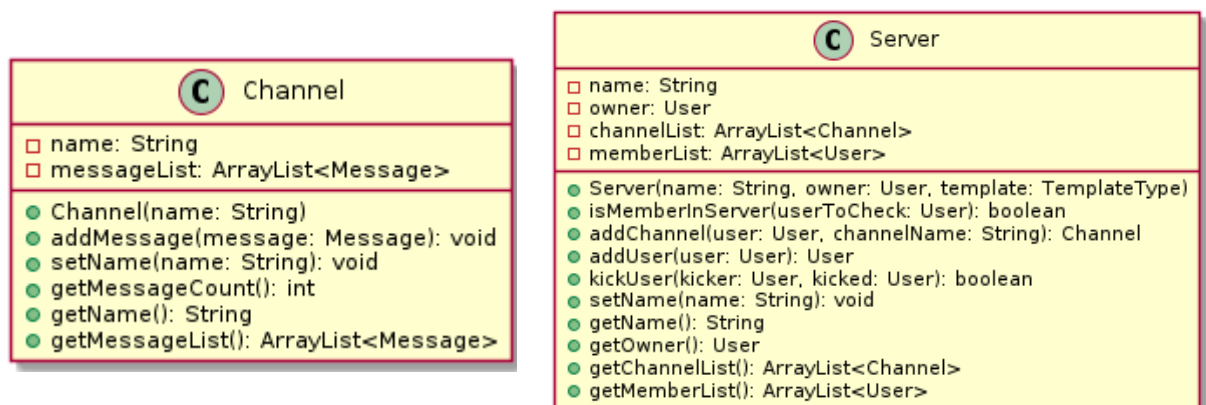 C Channel
name: String
messageList: ArrayList<Message>
Channel(name: String)
addMessage(message: Message): void
setName(name: String): void
getMessageCount(): int
getName(): String
getMessageList(): ArrayList<Message>
C Server
name: String
owner: User
channelList: ArrayList<Channel>
memberList: ArrayList<User>
Server(name: String, owner: User, template: TemplateType)
isMemberInServer(userToCheck: User): boolean
addChannel(user: User, channelName: String): Channel
addUser(user: User): User
kickUser(kicker: User, kicked: User): boolean
setName(name: String): void
getName(): String
getOwner(): User
getChannelList(): ArrayList<Channel>
getMemberList(): ArrayList<User>